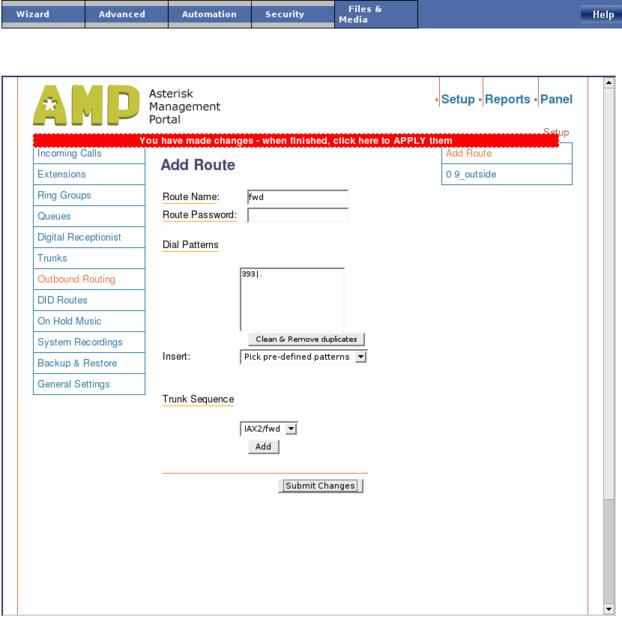 Wizard
Advanced
Automation
Security
Files &
Media
Help
AMP
Asterisk
Management
Portal
Setup • Reports • Panel
Setup
You have made changes - when finished, click here to APPLY them
Incoming Calls
Extensions
Ring Groups
Queues
Digital Receptionist
Trunks
Outbound Routing
DID Routes
On Hold Music
System Recordings
Backup & Restore
General Settings
Add Route
Route Name:
fwd
Route Password:
Dial Patterns
393|.
Clean & Remove duplicates
Insert:
Pick pre-defined patterns
Trunk Sequence
IAX2/fwd
Add
Submit Changes
Add Route
0 9_outside